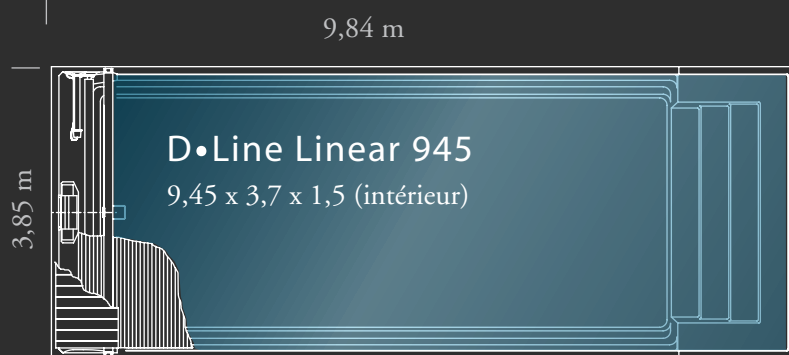 9,84 m
D•Line Linear 945
9,45 x 3,7 x 1,5 (intérieur)
3,85 m